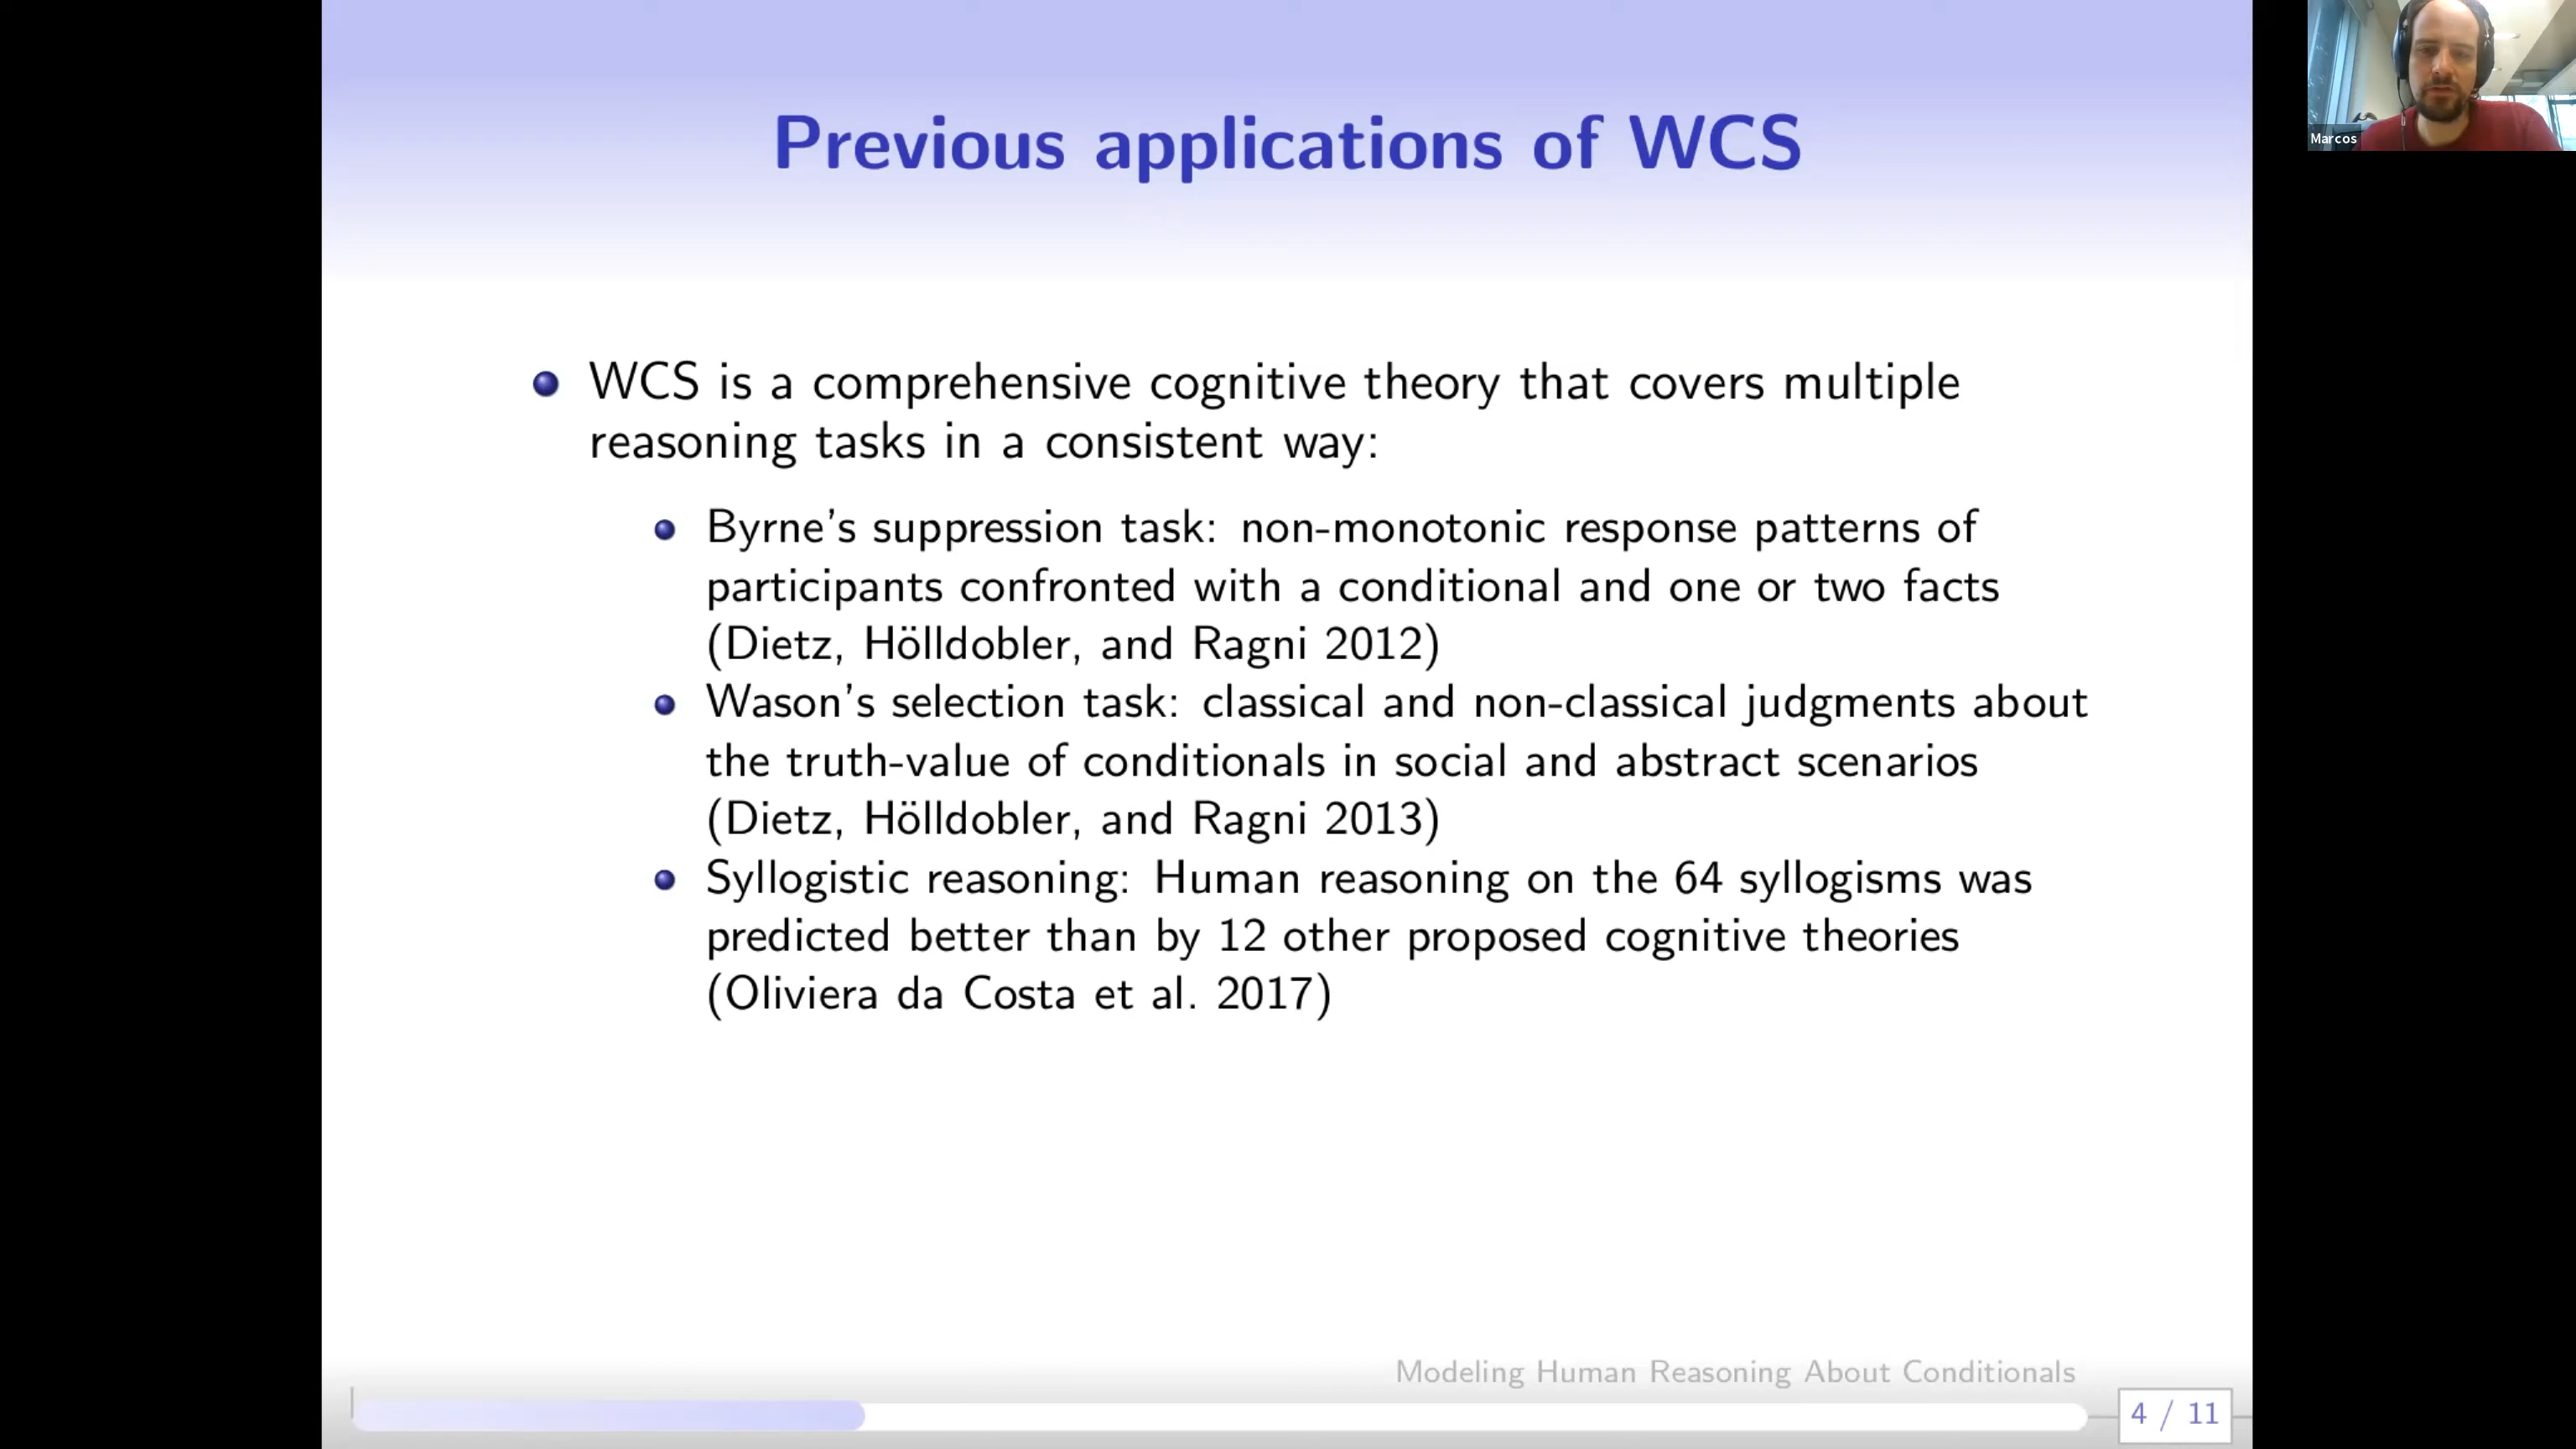 Previous applications of WCS
Marcos
WCS is a comprehensive cognitive theory that covers multiple
reasoning tasks in a consistent way:
Byrne's suppression task: non-monotonic response patterns of
participants confronted with a conditional and one or two facts
(Dietz, Hölldobler, and Ragni 2012)
Wason's selection task: classical and non-classical judgments about
the truth-value of conditionals in social and abstract scenarios
(Dietz, Hölldobler, and Ragni 2013)
Syllogistic reasoning: Human reasoning on the 64 syllogisms was
predicted better than by 12 other proposed cognitive theories
(Oliviera da Costa et al. 2017)
Modeling Human Reasoning About Conditionals
4 / 11